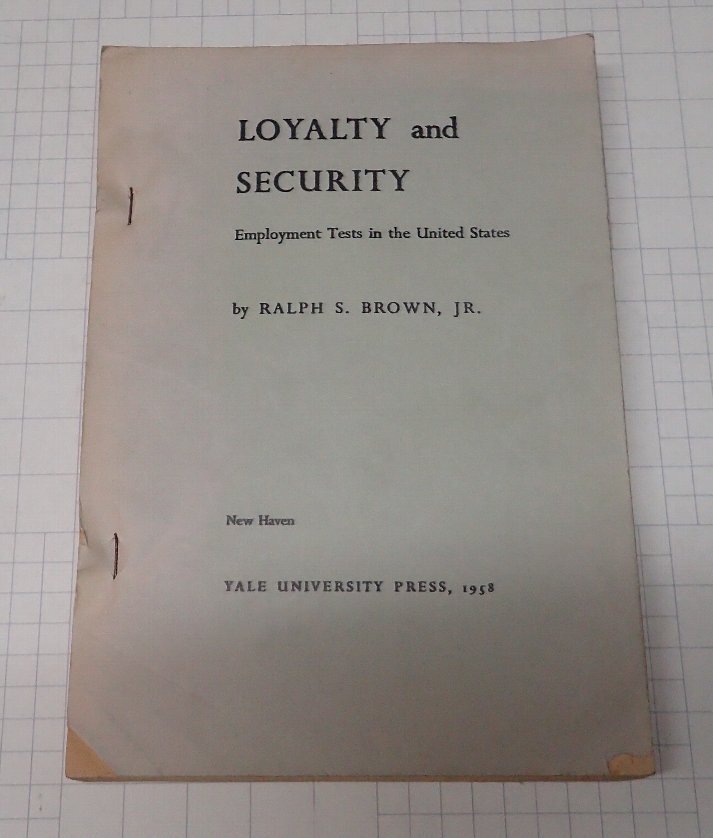 LOYALTY and
SECURITY
Employment Tests in the United States
by RALPH S. BROWN, JR.
New Haven
YALE UNIVERSITY PRESS, 1958